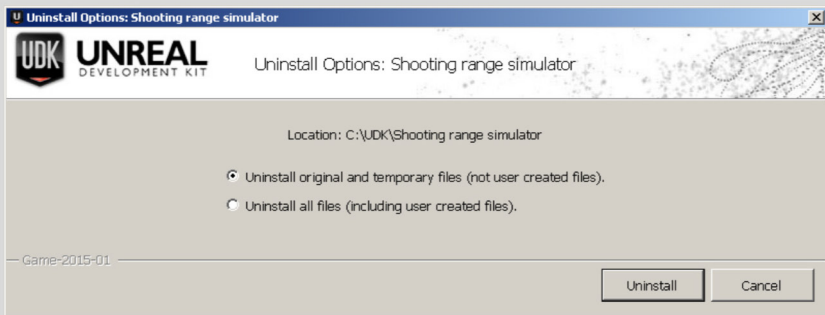 Uninstall Options: Shooting range simulator
UDK UNREAL
DEVELOPMENT KIT
Uninstall Options: Shooting range simulator
Location: C:\UDK\Shooting range simulator
Uninstall original and temporary files (not user created files).
Uninstall all files (including user created files).
Game-2015-01
Uninstall Cancel